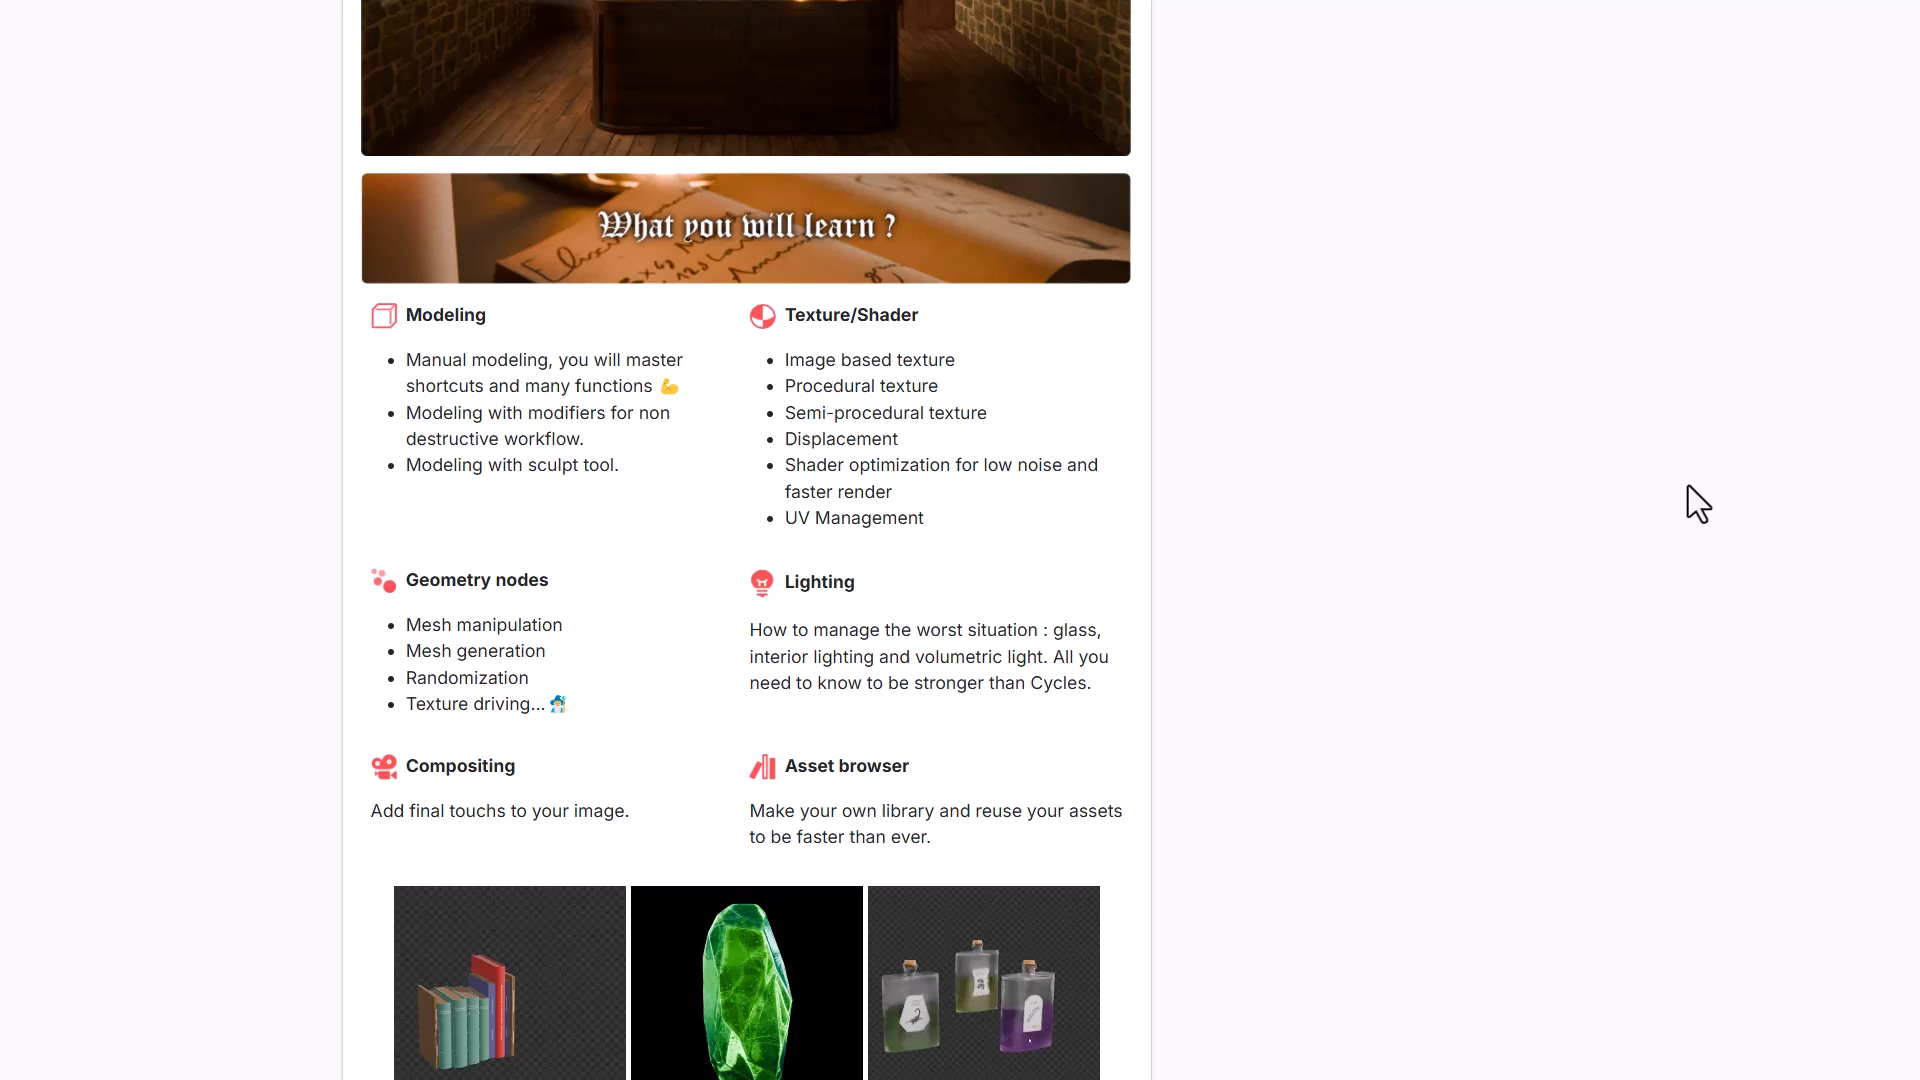 What you will learn ?
Modeling
Manual modeling, you will master
shortcuts and many functions 💪
Modeling with modifiers for non
destructive workflow.
Modeling with sculpt tool.
Texture/Shader
Image based texture
Procedural texture
Semi-procedural texture
Displacement
Shader optimization for low noise and
faster render
UV Management
Geometry nodes
Mesh manipulation
Mesh generation
Randomization
Texture driving... 🧙‍♂️
Lighting
How to manage the worst situation : glass,
interior lighting and volumetric light. All you
need to know to be stronger than Cycles.
Compositing
Add final touchs to your image.
Asset browser
Make your own library and reuse your assets
to be faster than ever.